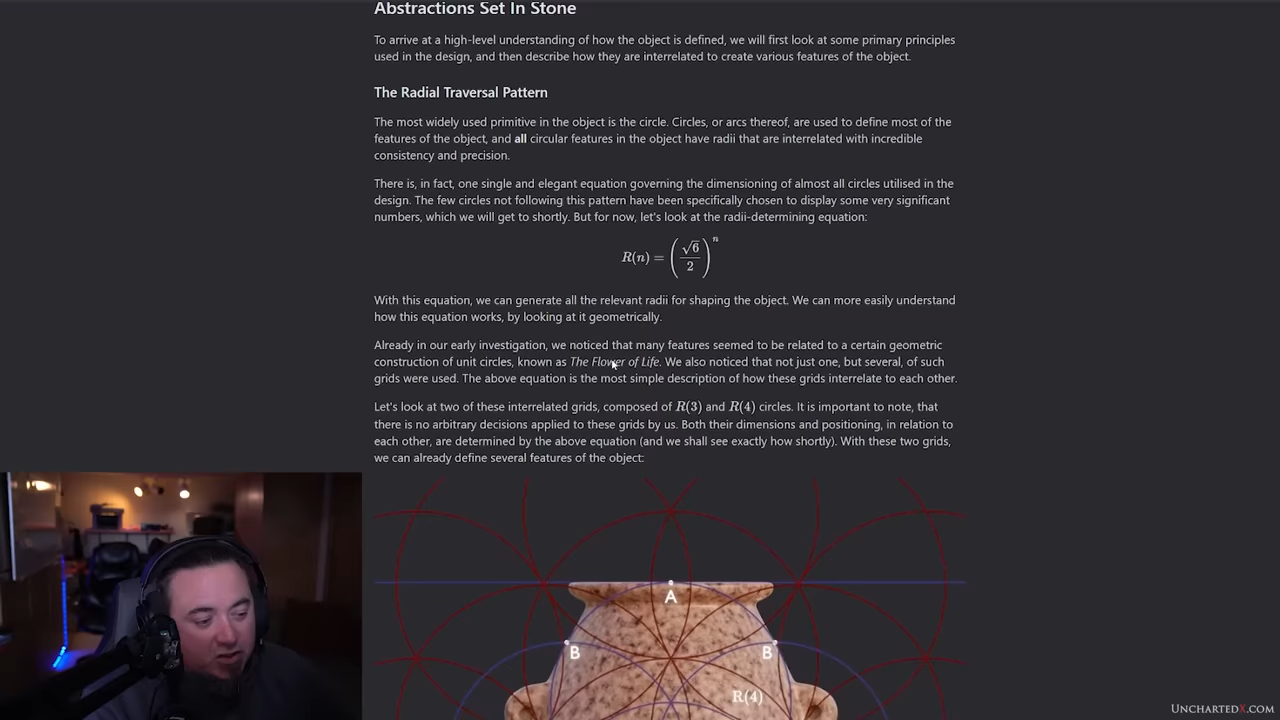 Abstractions Set In Stone
To arrive at a high-level understanding of how the object is defined, we will first look at some primary principles
used in the design, and then describe how they are interrelated to create various features of the object.
The Radial Traversal Pattern
The most widely used primitive in the object is the circle. Circles, or arcs thereof, are used to define most of the
features of the object, and all circular features in the object have radii that are interrelated with incredible
consistency and precision.
There is, in fact, one single and elegant equation governing the dimensioning of almost all circles utilised in the
design. The few circles not following this pattern have been specifically chosen to display some very significant
numbers, which we will get to shortly. But for now, let's look at the radii-determining equation:
R(n) = (√6/2)^n
With this equation, we can generate all the relevant radii for shaping the object. We can more easily understand
how this equation works, by looking at it geometrically.
Already in our early investigation, we noticed that many features seemed to be related to a certain geometric
construction of unit circles, known as The Flower of Life. We also noticed that not just one, but several, of such
grids were used. The above equation is the most simple description of how these grids interrelate to each other.
Let's look at two of these interrelated grids, composed of R(3) and R(4) circles. It is important to note, that
there is no arbitrary decisions applied to these grids by us. Both their dimensions and positioning, in relation to
each other, are determined by the above equation (and we shall see exactly how shortly). With these two grids,
we can already define several features of the object:
A
B B
R(4)
UNCHARTEDX.COM